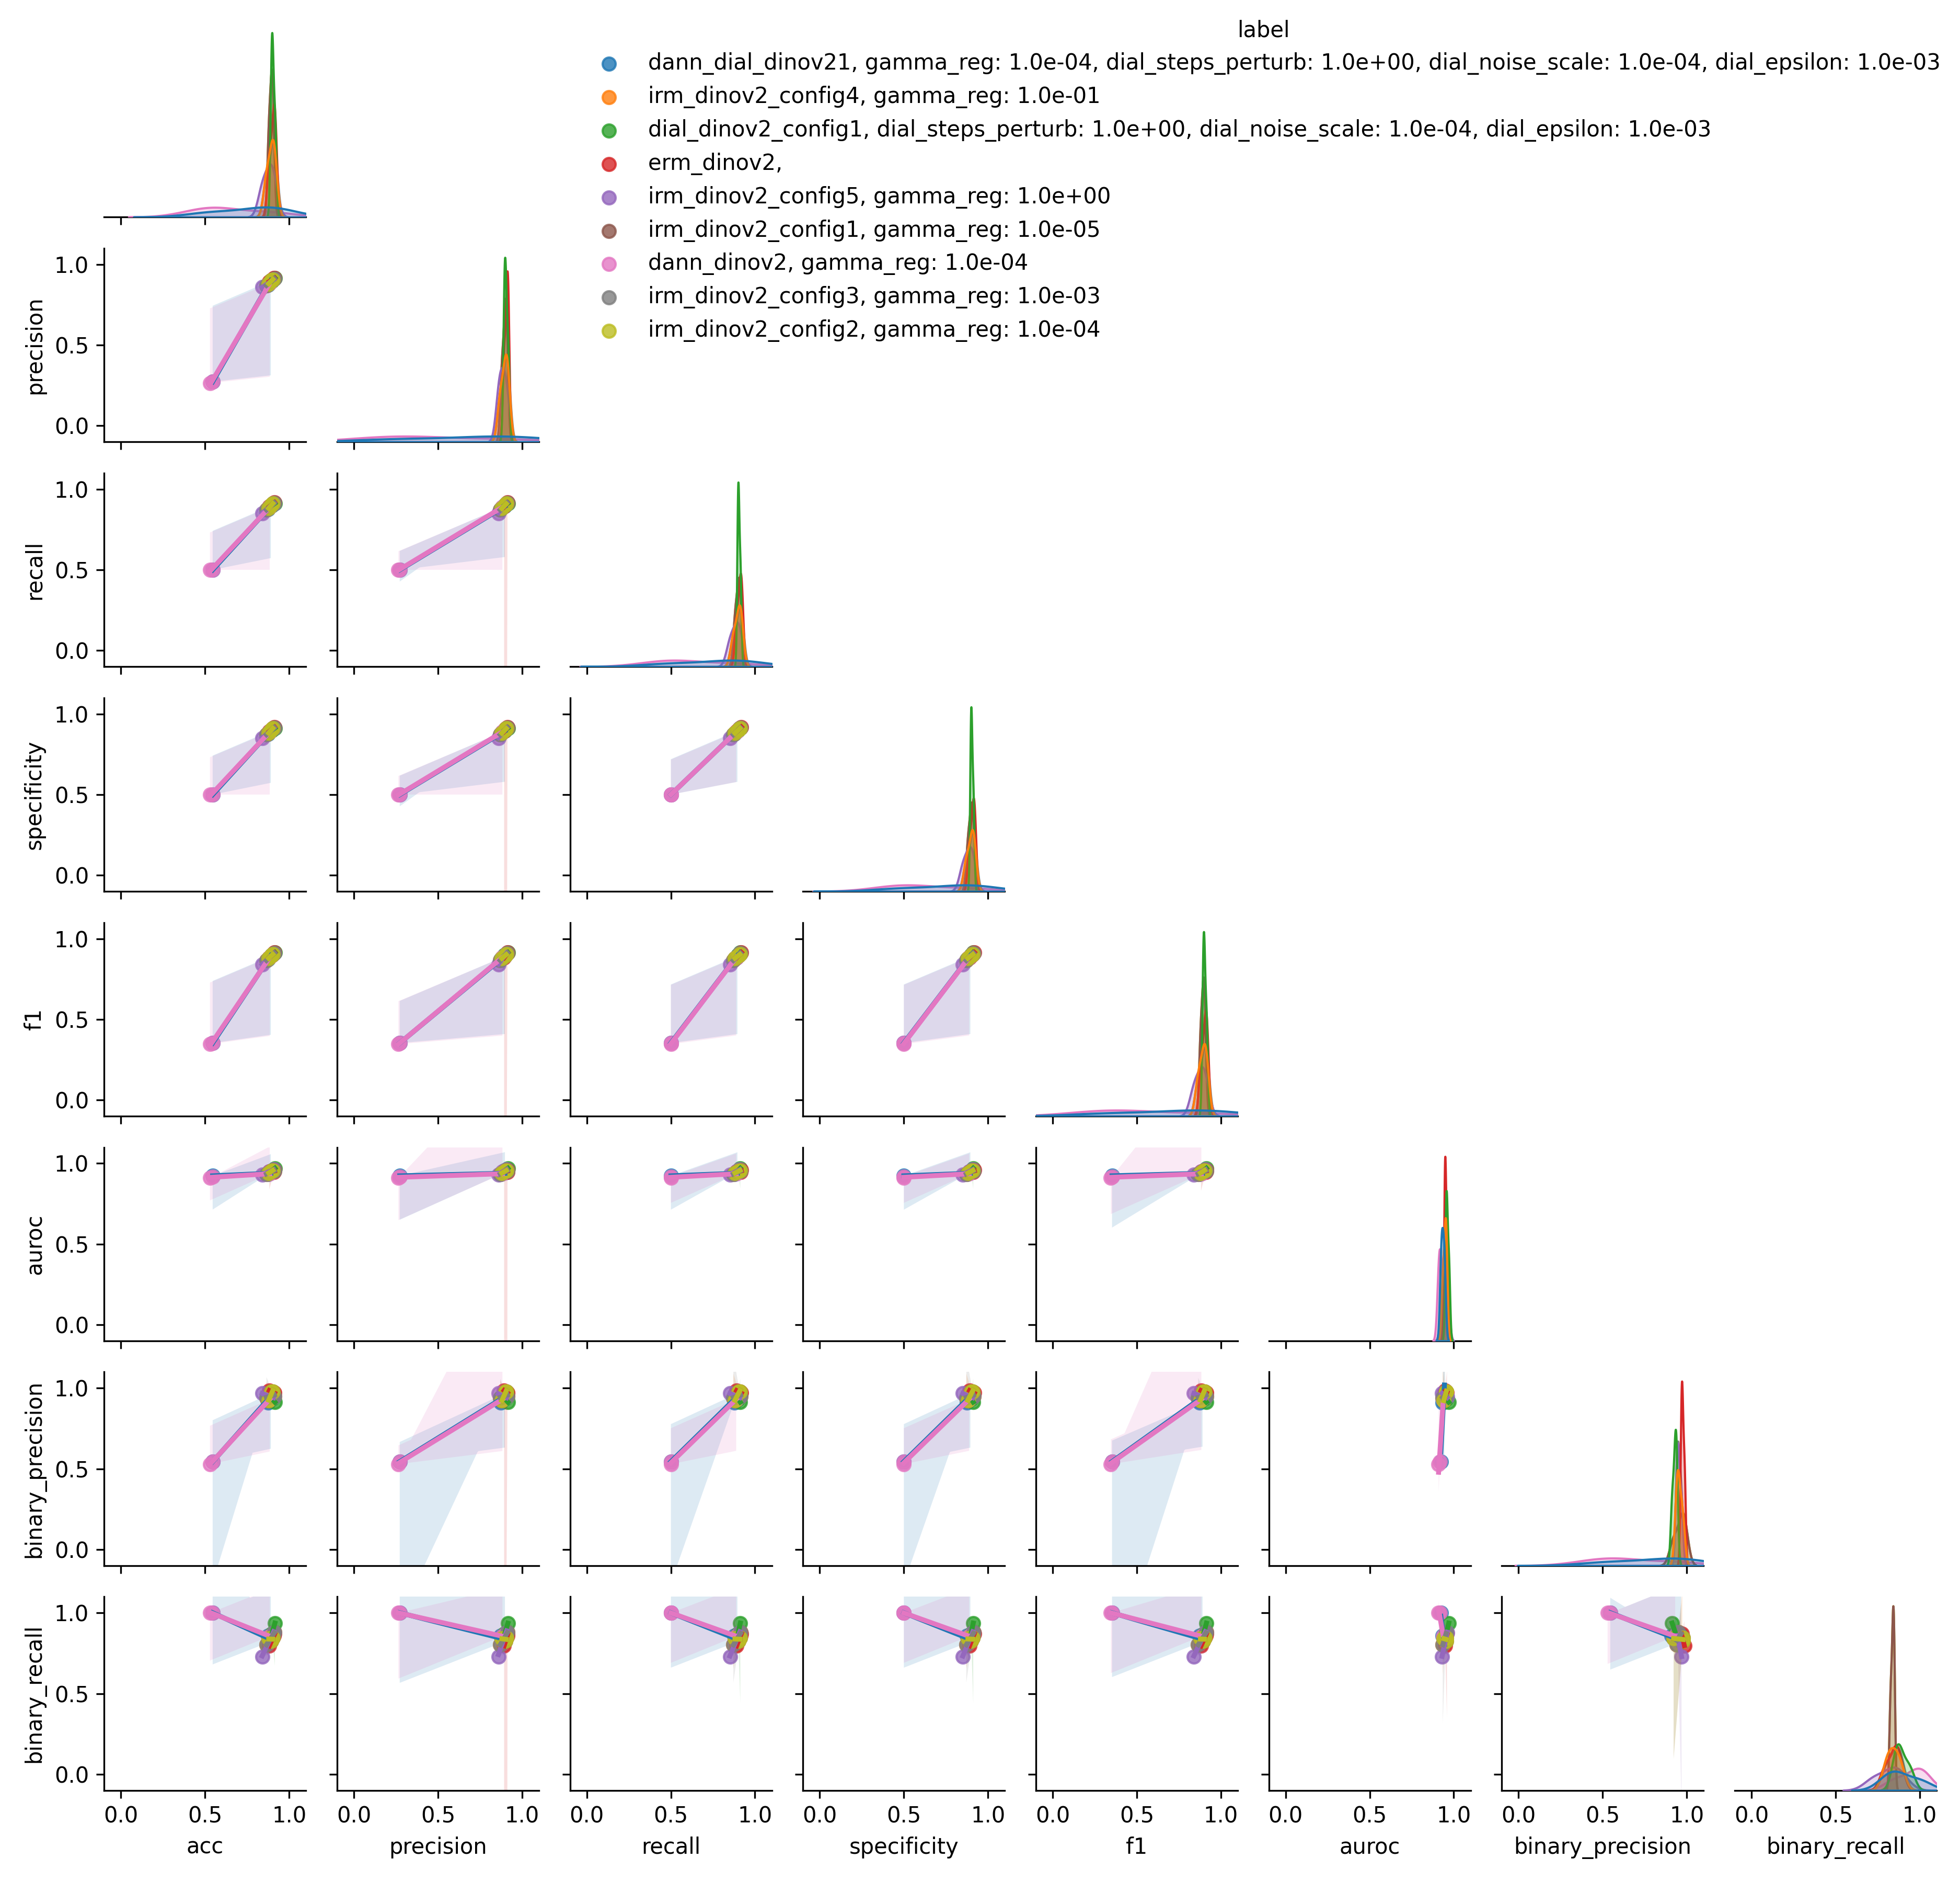 label
dann_dial_dinov21, gamma_reg: 1.0e-04, dial_steps_perturb: 1.0e+00, dial_noise_scale: 1.0e-04, dial_epsilon: 1.0e-03
irm_dinov2_config4, gamma_reg: 1.0e-01
dial_dinov2_config1, dial_steps_perturb: 1.0e+00, dial_noise_scale: 1.0e-04, dial_epsilon: 1.0e-03
erm_dinov2,
irm_dinov2_config5, gamma_reg: 1.0e+00
irm_dinov2_config1, gamma_reg: 1.0e-05
dann_dinov2, gamma_reg: 1.0e-04
irm_dinov2_config3, gamma_reg: 1.0e-03
irm_dinov2_config2, gamma_reg: 1.0e-04
1.0
0.5
0.0
precision
1.0
0.5
0.0
recall
1.0
0.5
0.0
specificity
1.0
0.5
0.0
f1
1.0
0.5
0.0
auroc
1.0
0.5
0.0
binary_precision
1.0
0.5
0.0
binary_recall
0.0 0.5 1.0 0.0 0.5 1.0 0.0 0.5 1.0 0.0 0.5 1.0 0.0 0.5 1.0 0.0 0.5 1.0 0.0 0.5 1.0 0.0 0.5 1.0
acc precision recall specificity f1 auroc binary_precision binary_recall